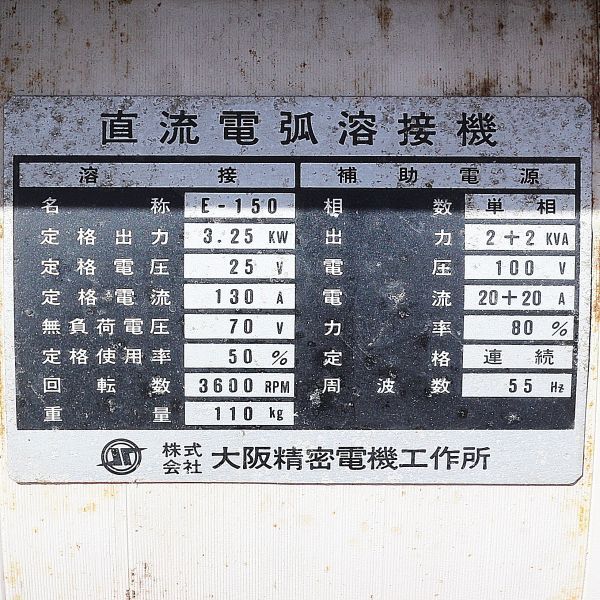 直流電弧溶接機
溶接 補助電源
名称 E-150 相数 単相
定格出力 3.25 KW 出力 2+2 KVA
定格電圧 25 V 電圧 100 V
定格電流 130 A 電流 20+20 A
無負荷電圧 70 V 力率 80 %
定格使用率 50 % 定格 連続
回転数 3600 RPM 周波数 55 Hz
重量 110 kg
株式会社 大阪精密電機工作所